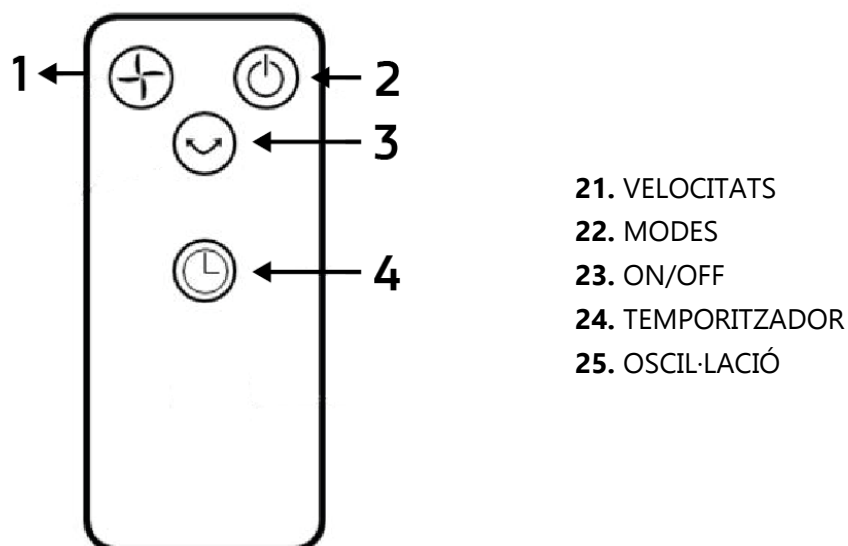 1
2
3
4
21. VELOCITATS
22. MODES
23. ON/OFF
24. TEMPORITZADOR
25. OSCIL·LACIÓ